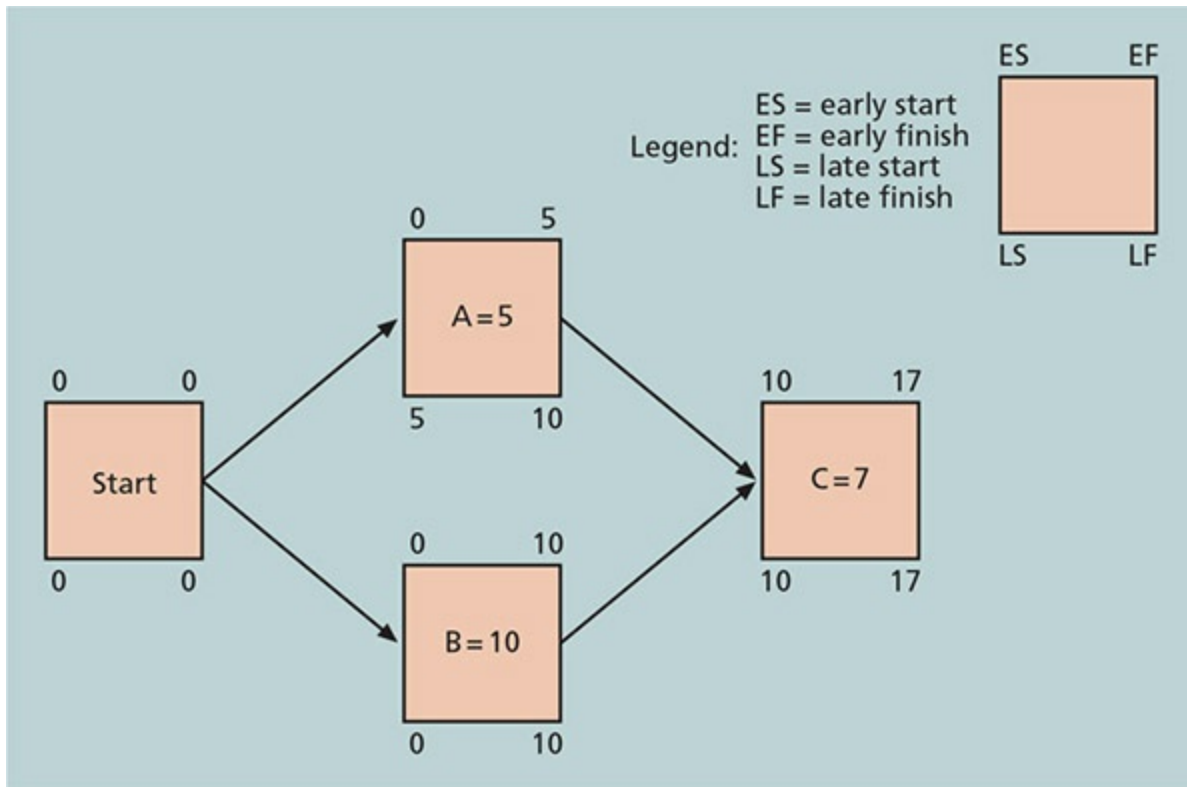 ES EF
ES = early start
EF = early finish
Legend:
LS = late start
LF = late finish
LS LF
0 5
A=5
5 10
0 0
Start
0 0
10 17
C=7
10 17
0 10
B=10
0 10